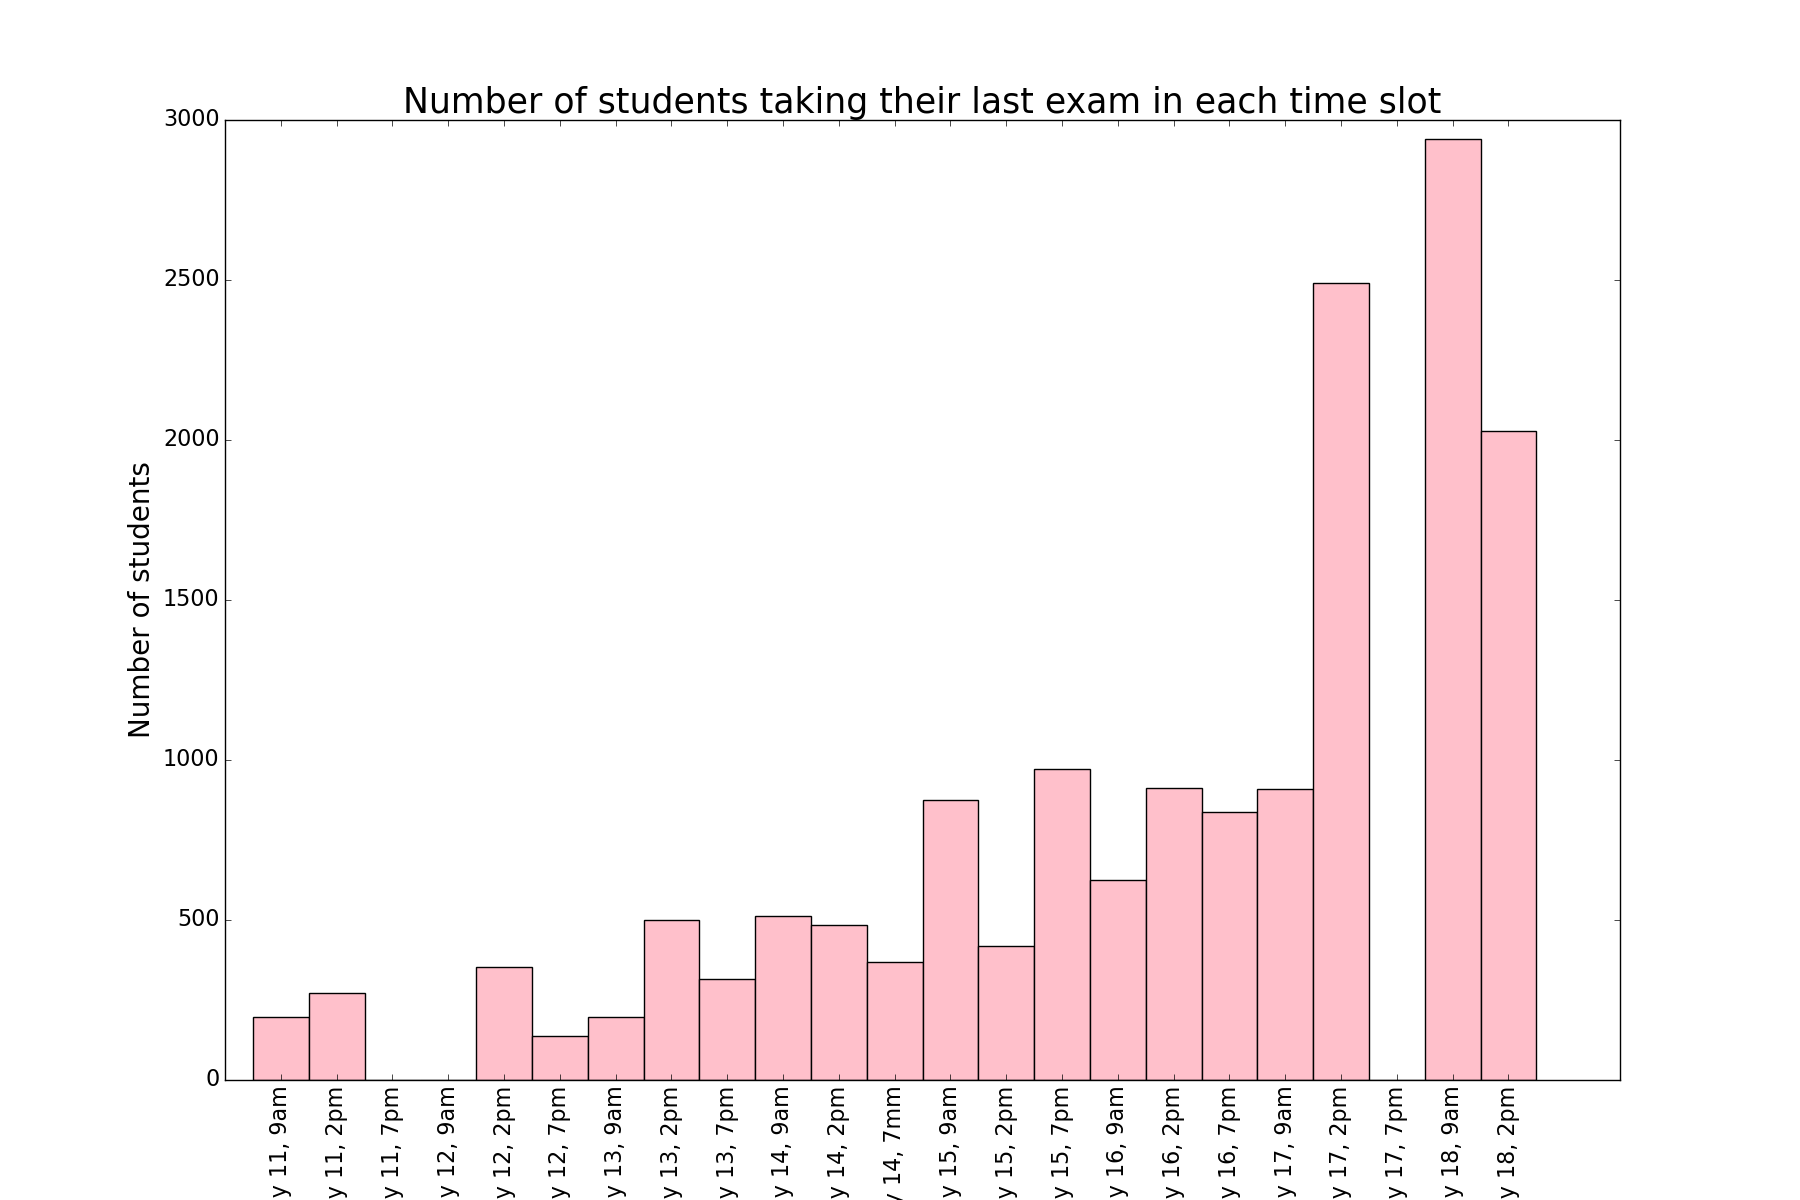 Number of students taking their last exam in each time slot
3000
2500
2000
1500
1000
500
0
Number of students
y 11, 9am
y 11, 2pm
y 11, 7pm
y 12, 9am
y 12, 2pm
y 12, 7pm
y 13, 9am
y 13, 2pm
y 13, 7pm
y 14, 9am
y 14, 2pm
y 14, 7mm
y 15, 9am
y 15, 2pm
y 15, 7pm
y 16, 9am
y 16, 2pm
y 16, 7pm
y 17, 9am
y 17, 2pm
y 17, 7pm
y 18, 9am
y 18, 2pm